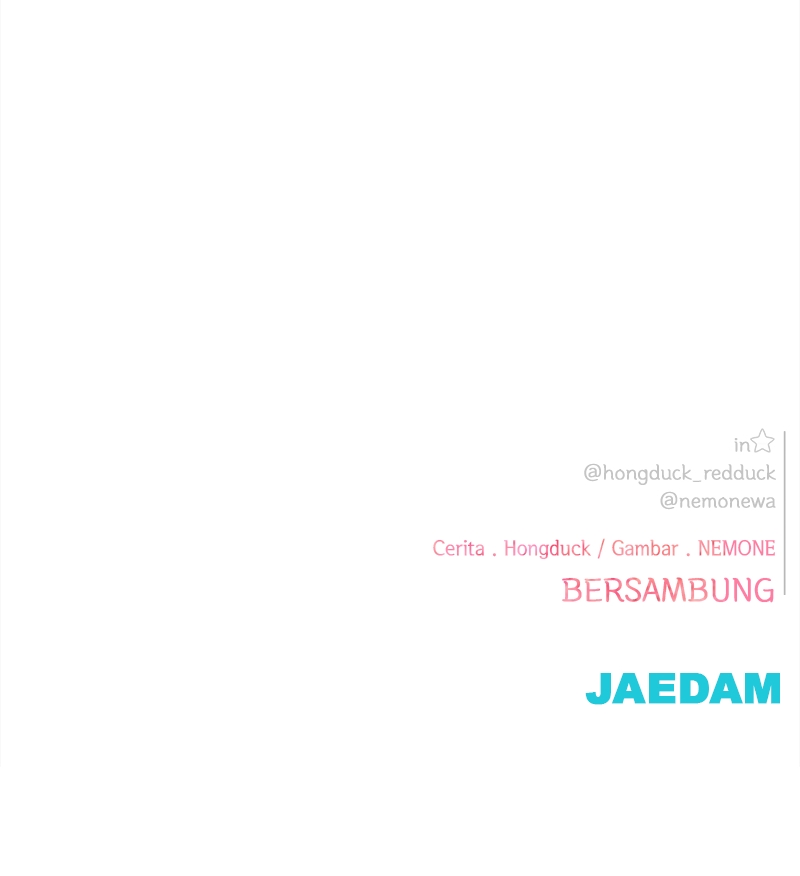 in☆
@hongduck_redduck
@nemonewa
Cerita . Hongduck / Gambar . NEMONE
BERSAMBUNG
JAEDAM